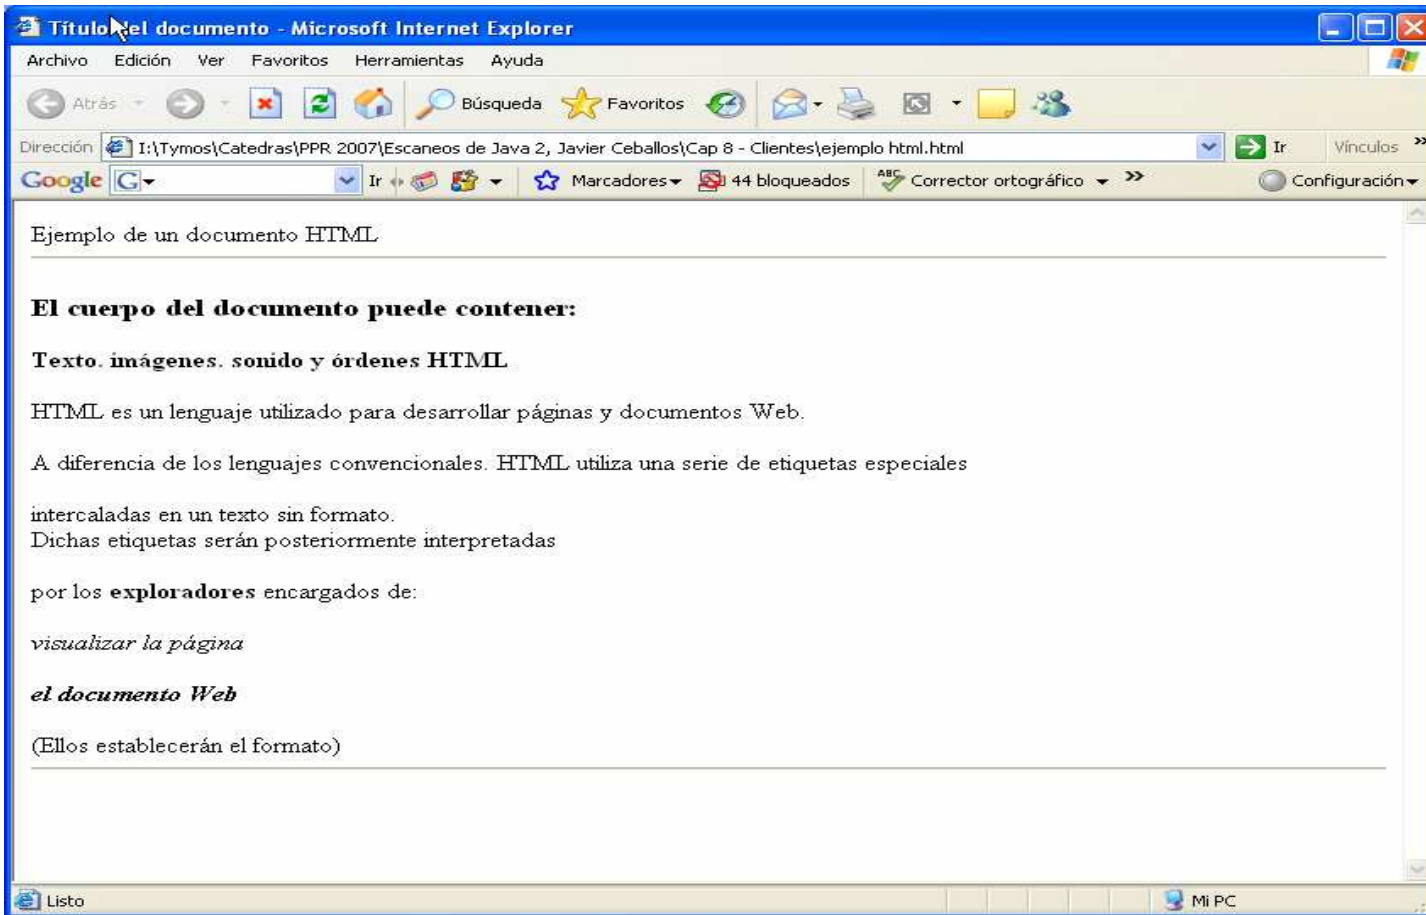 Título del documento - Microsoft Internet Explorer
Archivo Edición Ver Favoritos Herramientas Ayuda
Atrás Búsqueda Favoritos
Dirección I:\Tymos\Catedras\PPR 2007\Escaneos de Java 2, Javier Ceballos\Cap 8 - Clientes\ejemplo html.html Ir Vínculos »
Google G Ir Marcadores 44 bloqueados ABC Corrector ortográfico » Configuración
Ejemplo de un documento HTML
El cuerpo del documento puede contener:
Texto. imágenes. sonido y órdenes HTML
HTML es un lenguaje utilizado para desarrollar páginas y documentos Web.
A diferencia de los lenguajes convencionales. HTML utiliza una serie de etiquetas especiales
intercaladas en un texto sin formato.
Dichas etiquetas serán posteriormente interpretadas
por los exploradores encargados de:
visualizar la página
el documento Web
(Ellos establecerán el formato)
Listo Mi PC